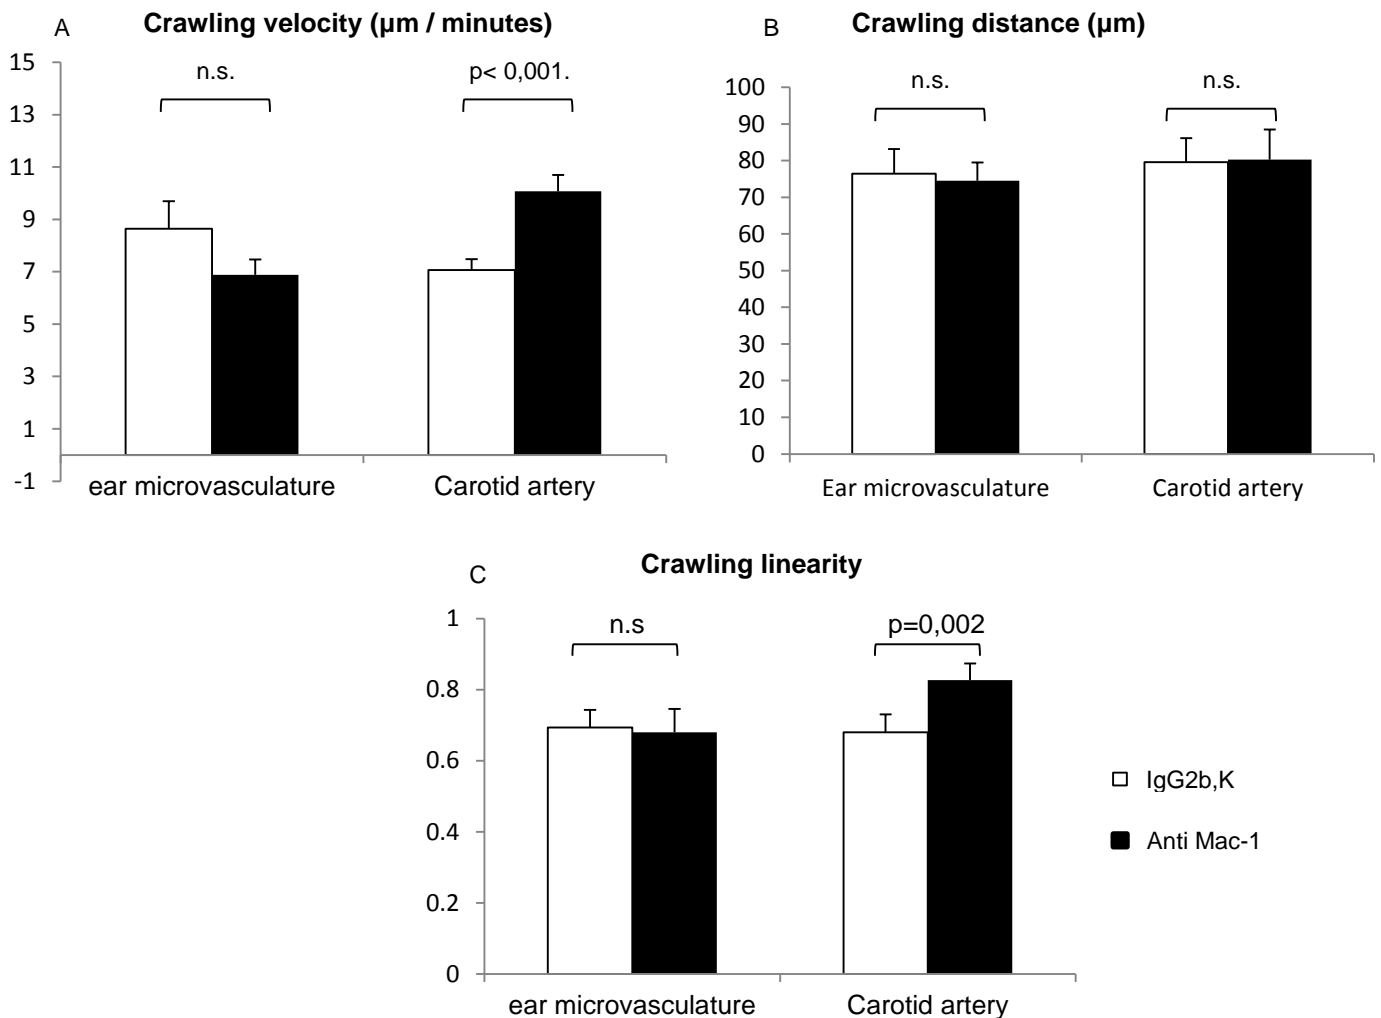 A
Crawling velocity (µm / minutes)
15
13
11
9
7
5
3
1
-1
n.s.
p< 0,001.
ear microvasculature
Carotid artery
B
Crawling distance (µm)
100
90
80
70
60
50
40
30
20
10
0
n.s.
n.s.
Ear microvasculature
Carotid artery
C
Crawling linearity
1
0.8
0.6
0.4
0.2
0
n.s
p=0,002
ear microvasculature
Carotid artery
IgG2b,K
Anti Mac-1